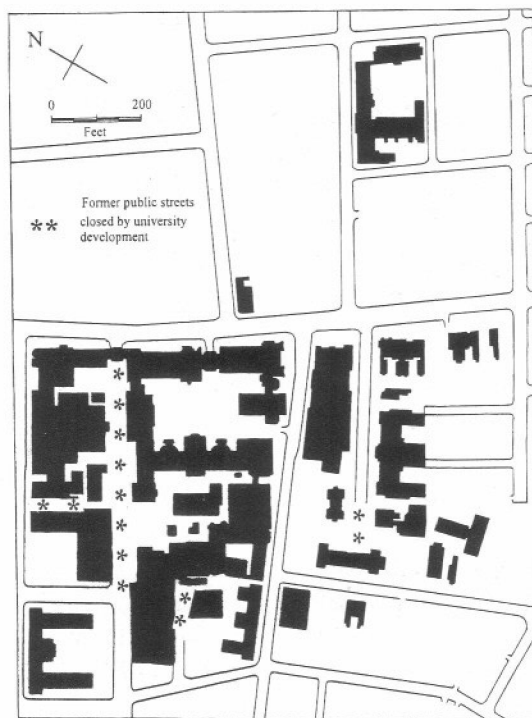 N
0 200
Feet
Former public streets
** closed by university
development